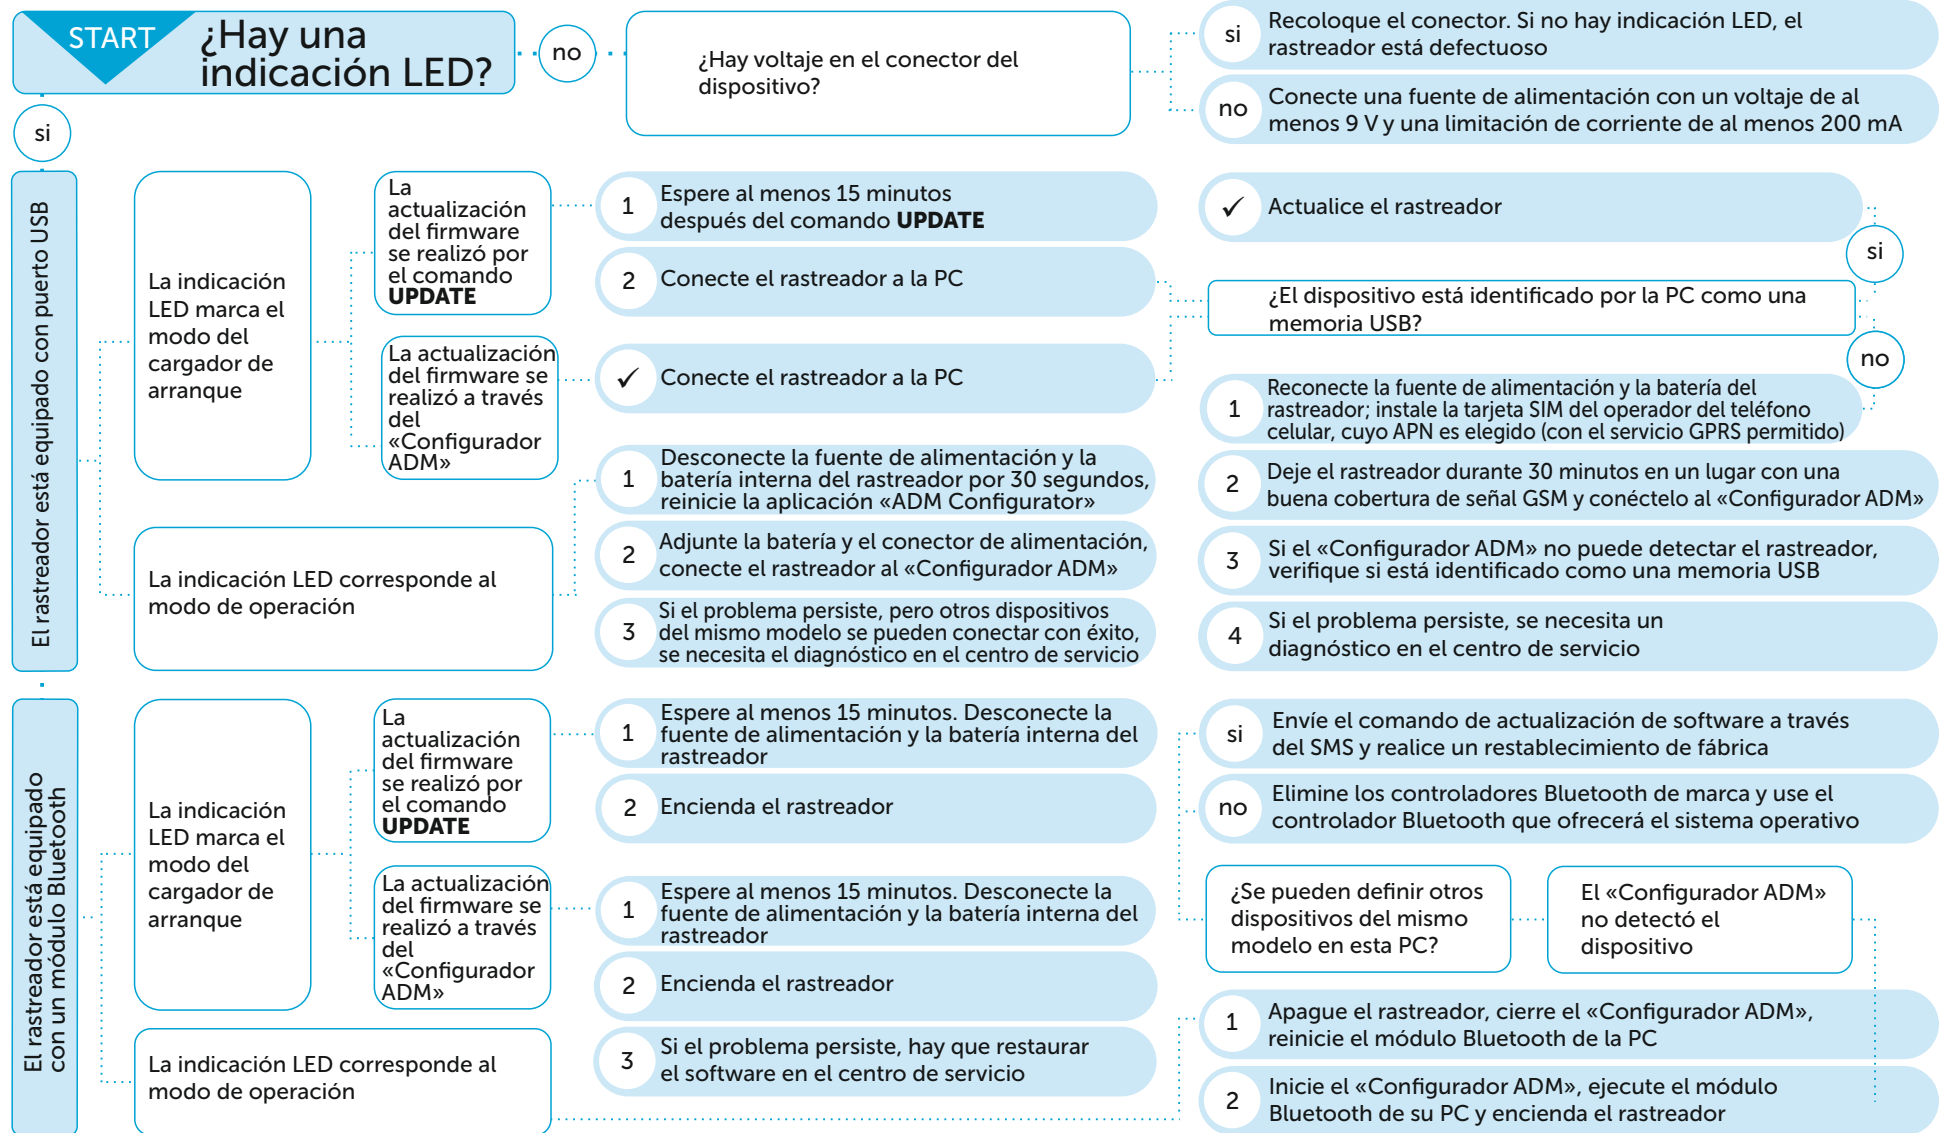 START
¿Hay una
indicación LED?
no
¿Hay voltaje en el conector del
dispositivo?
si
Recoloque el conector. Si no hay indicación LED, el
rastreador está defectuoso
no
Conecte una fuente de alimentación con un voltaje de al
menos 9 V y una limitación de corriente de al menos 200 mA
si
El rastreador está equipado con puerto USB
La indicación
LED marca el
modo del
cargador de
arranque
La
actualización
del firmware
se realizó por
el comando
UPDATE
1
Espere al menos 15 minutos
después del comando UPDATE
2
Conecte el rastreador a la PC
La actualización
del firmware se
realizó a través
del
«Configurador
ADM»
✓
Conecte el rastreador a la PC
¿El dispositivo está identificado por la PC como una
memoria USB?
si
✓
Actualice el rastreador
no
1
Reconecte la fuente de alimentación y la batería del
rastreador; instale la tarjeta SIM del operador del teléfono
celular, cuyo APN es elegido (con el servicio GPRS permitido)
2
Deje el rastreador durante 30 minutos en un lugar con una
buena cobertura de señal GSM y conéctelo al «Configurador ADM»
3
Si el «Configurador ADM» no puede detectar el rastreador,
verifique si está identificado como una memoria USB
4
Si el problema persiste, se necesita un
diagnóstico en el centro de servicio
La indicación LED corresponde al
modo de operación
1
Desconecte la fuente de alimentación y la
batería interna del rastreador por 30 segundos,
reinicie la aplicación «ADM Configurator»
2
Adjunte la batería y el conector de alimentación,
conecte el rastreador al «Configurador ADM»
3
Si el problema persiste, pero otros dispositivos
del mismo modelo se pueden conectar con éxito,
se necesita el diagnóstico en el centro de servicio
El rastreador está equipado
con un módulo Bluetooth
La indicación
LED marca el
modo del
cargador de
arranque
La
actualización
del firmware
se realizó por
el comando
UPDATE
1
Espere al menos 15 minutos. Desconecte la
fuente de alimentación y la batería interna del
rastreador
2
Encienda el rastreador
La actualización
del firmware se
realizó a través
del
«Configurador
ADM»
1
Espere al menos 15 minutos. Desconecte la
fuente de alimentación y la batería interna del
rastreador
2
Encienda el rastreador
3
Si el problema persiste, hay que restaurar
el software en el centro de servicio
La indicación LED corresponde al
modo de operación
si
Envíe el comando de actualización de software a través
del SMS y realice un restablecimiento de fábrica
no
Elimine los controladores Bluetooth de marca y use el
controlador Bluetooth que ofrecerá el sistema operativo
¿Se pueden definir otros
dispositivos del mismo
modelo en esta PC?
El «Configurador ADM»
no detectó el
dispositivo
1
Apague el rastreador, cierre el «Configurador ADM»,
reinicie el módulo Bluetooth de la PC
2
Inicie el «Configurador ADM», ejecute el módulo
Bluetooth de su PC y encienda el rastreador